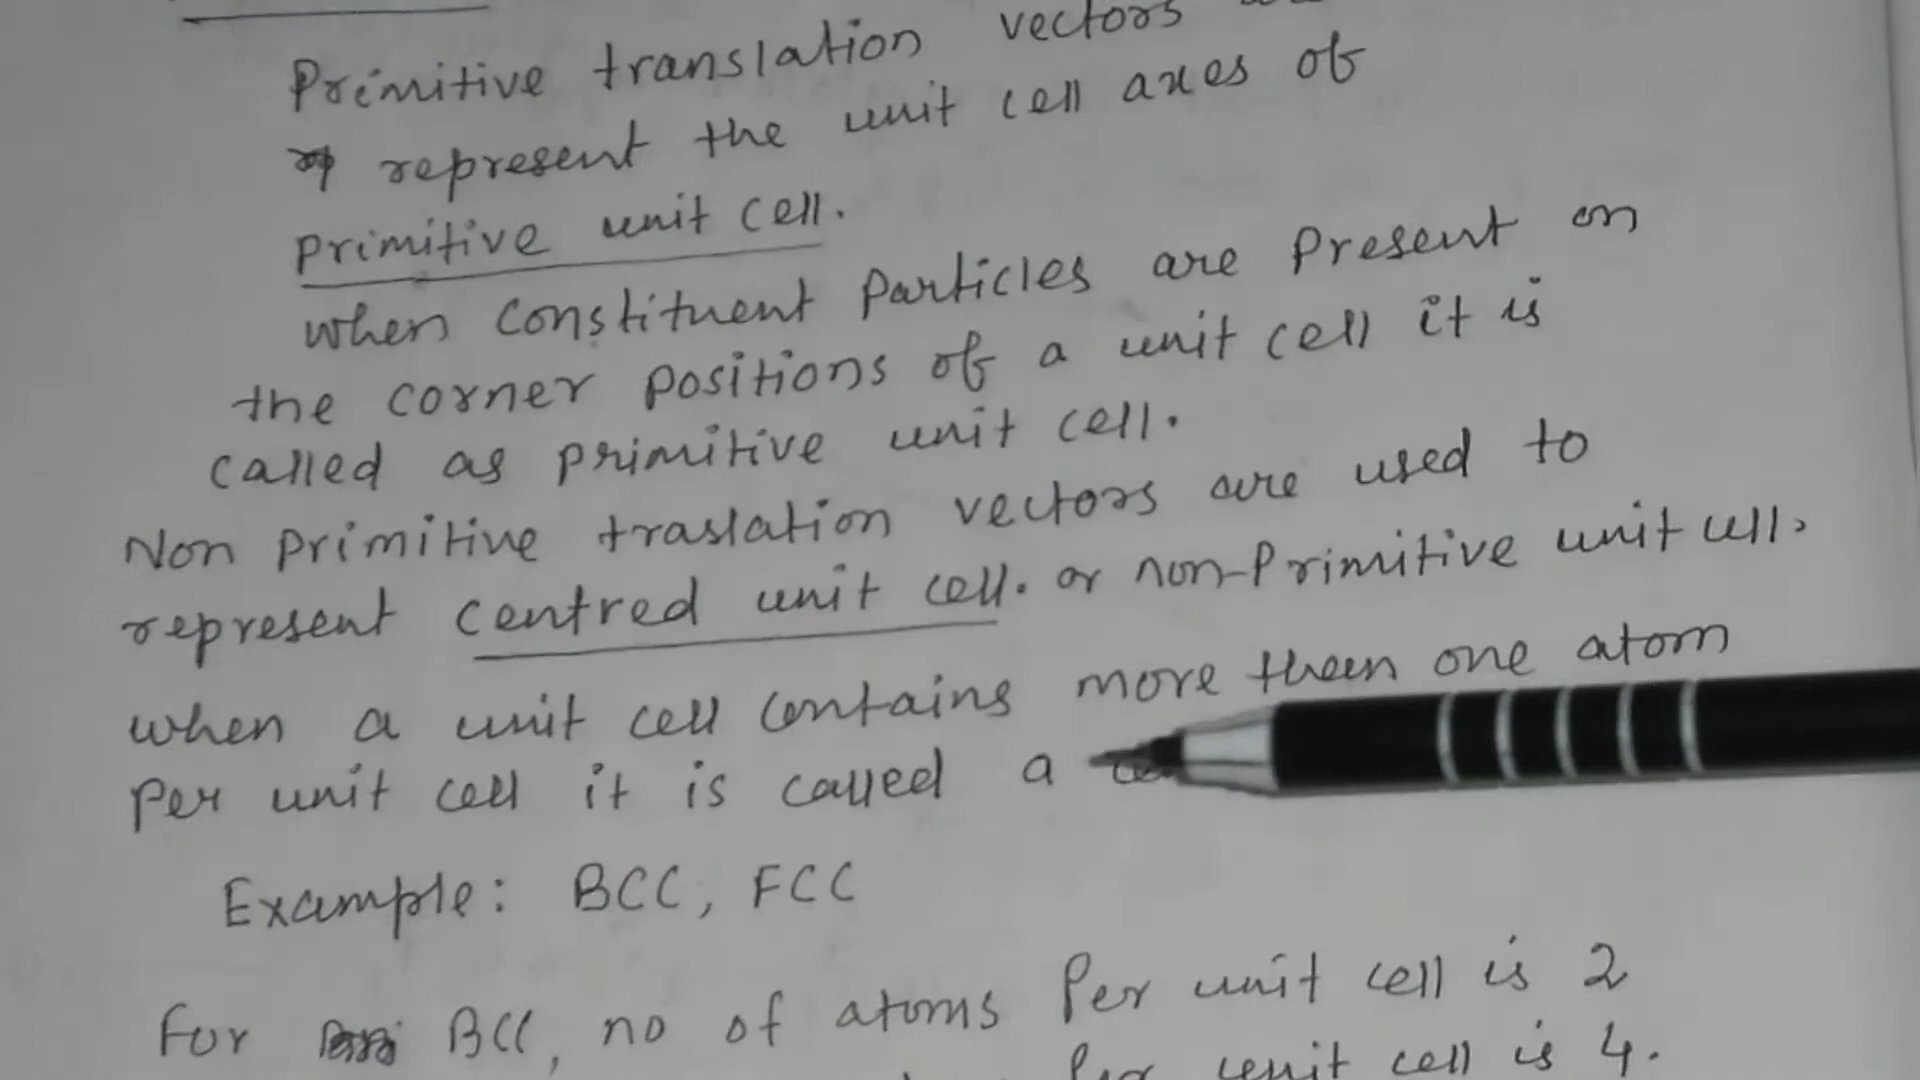 Primitive translation vectors
represent the unit cell axes of
primitive unit cell.
when constituent particles are present on
the corner positions of a unit cell it is
called as primitive unit cell.
Non primitive traslation vectors are used to
represent centred unit cell. or non-primitive unit cell.
when a unit cell contains more than one atom
per unit cell it is called a
Example: BCC, FCC
For BCC, no of atoms per unit cell is 2
per unit cell is 4.